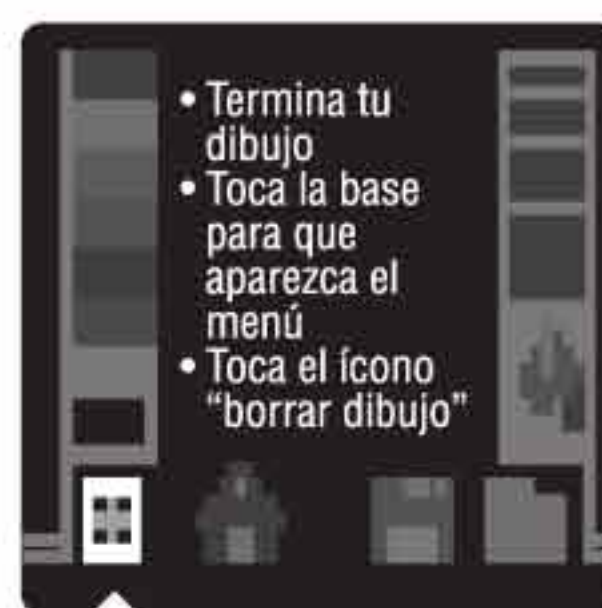 • Termina tu
dibujo
• Toca la base
para que
aparezca el
menú
• Toca el ícono
“borrar dibujo”